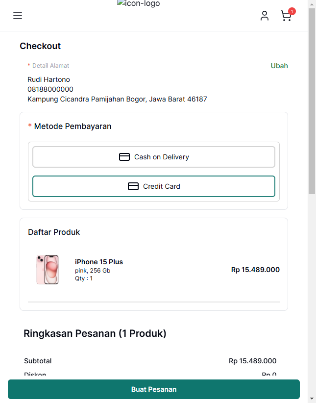 icon-logo
1
Checkout
* Detail Alamat
Ubah
Rudi Hartono
08188000000
Kampung Cicandra Pamijahan Bogor, Jawa Barat 46187
* Metode Pembayaran
Cash on Delivery
Credit Card
Daftar Produk
iPhone 15 Plus
pink, 256 Gb
Qty : 1
Rp 15.489.000
Ringkasan Pesanan (1 Produk)
Subtotal
Rp 15.489.000
Diskon
Rp 0
Buat Pesanan